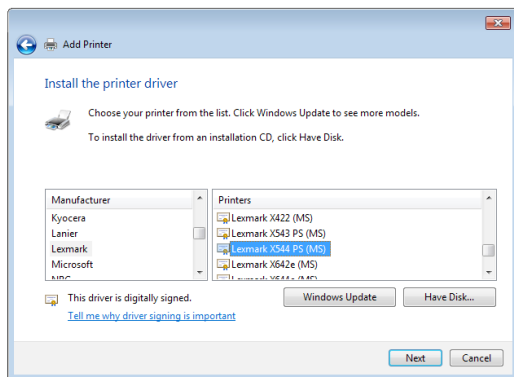 Add Printer
Install the printer driver
Choose your printer from the list. Click Windows Update to see more models.
To install the driver from an installation CD, click Have Disk.
Manufacturer
Kyocera
Lanier
Lexmark
Microsoft
Printers
Lexmark X422 (MS)
Lexmark X543 PS (MS)
Lexmark X544 PS (MS)
Lexmark X642e (MS)
This driver is digitally signed.
Tell me why driver signing is important
Windows Update
Have Disk...
Next
Cancel